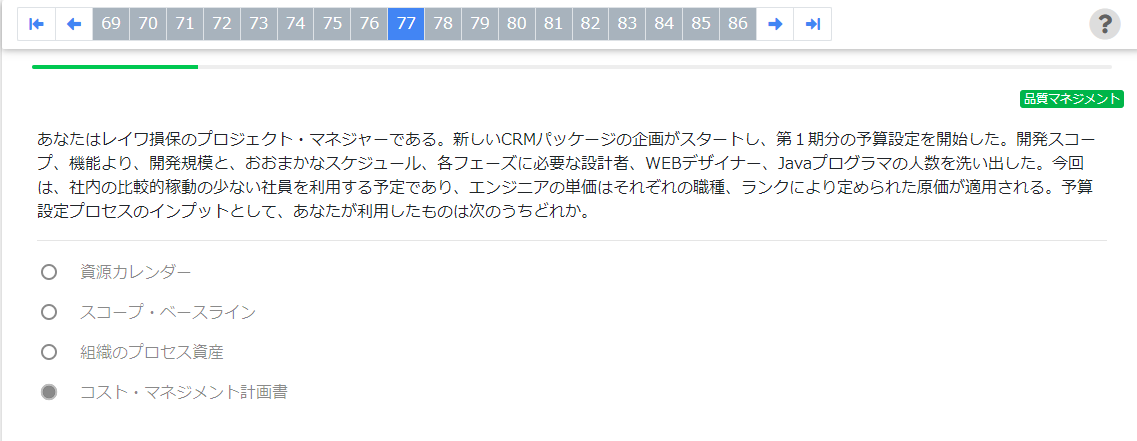 69 70 71 72 73 74 75 76 77 78 79 80 81 82 83 84 85 86 ?
品質マネジメント
あなたはレイワ損保のプロジェクト・マネジャーである。新しいCRMパッケージの企画がスタートし、第１期分の予算設定を開始した。開発スコー
プ、機能より、開発規模と、おおまかなスケジュール、各フェーズに必要な設計者、WEBデザイナー、Javaプログラマの人数を洗い出した。今回
は、社内の比較的稼動の少ない社員を利用する予定であり、エンジニアの単価はそれぞれの職種、ランクにより定められた原価が適用される。予算
設定プロセスのインプットとして、あなたが利用したものは次のうちどれか。
資源カレンダー
スコープ・ベースライン
組織のプロセス資産
コスト・マネジメント計画書